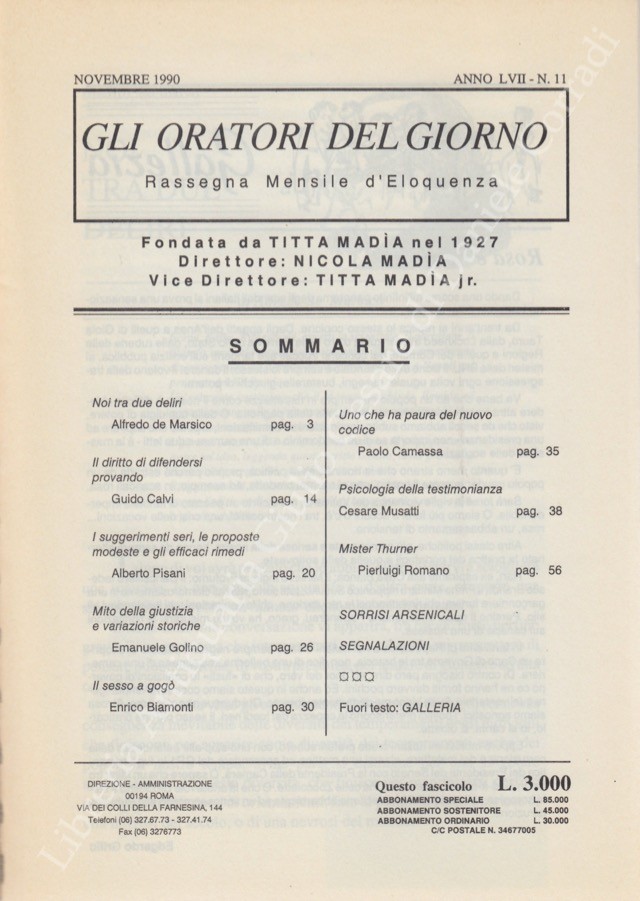 NOVEMBRE 1990 ANNO LVII - N. 11
GLI ORATORI DEL GIORNO
Rassegna Mensile d'Eloquenza
Fondata da TITTA MADÌA nel 1927
Direttore: NICOLA MADÌA
Vice Direttore: TITTA MADÌA jr.
SOMMARIO
Noi tra due deliri
Alfredo de Marsico pag. 3
Il diritto di difendersi
provando
Guido Calvi pag. 14
I suggerimenti seri, le proposte
modeste e gli efficaci rimedi
Alberto Pisani pag. 20
Mito della giustizia
e variazioni storiche
Emanuele Golino pag. 26
Il sesso a gogò
Enrico Biamonti pag. 30
Uno che ha paura del nuovo
codice
Paolo Camassa pag. 35
Psicologia della testimonianza
Cesare Musatti pag. 38
Mister Thurner
Pierluigi Romano pag. 56
SORRISI ARSENICALI
SEGNALAZIONI
Fuori testo: GALLERIA
DIREZIONE - AMMINISTRAZIONE
00194 ROMA
VIA DEI COLLI DELLA FARNESINA, 144
Telefoni (06) 327.67.73 - 327.41.74
Fax (06) 3276773
Questo fascicolo L. 3.000
ABBONAMENTO SPECIALE L. 85.000
ABBONAMENTO SOSTENITORE L. 45.000
ABBONAMENTO ORDINARIO L. 30.000
C/C POSTALE N. 34677005